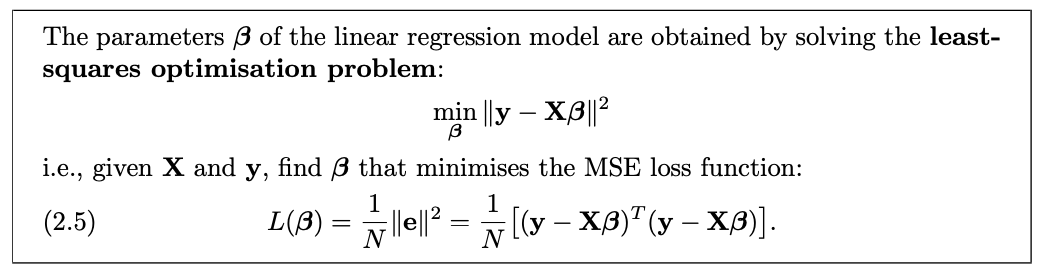 The parameters β of the linear regression model are obtained by solving the least-
squares optimisation problem:
min_β ‖y − Xβ‖²
i.e., given X and y, find β that minimises the MSE loss function:
(2.5) L(β) = 1/N ‖e‖² = 1/N [(y − Xβ)ᵀ(y − Xβ)].